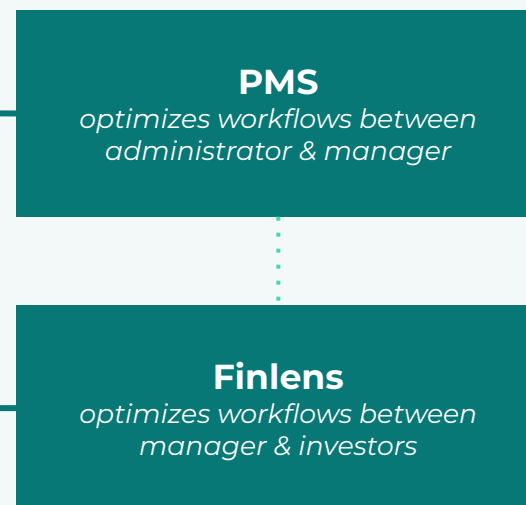 PMS
optimizes workflows between
administrator & manager
Finlens
optimizes workflows between
manager & investors